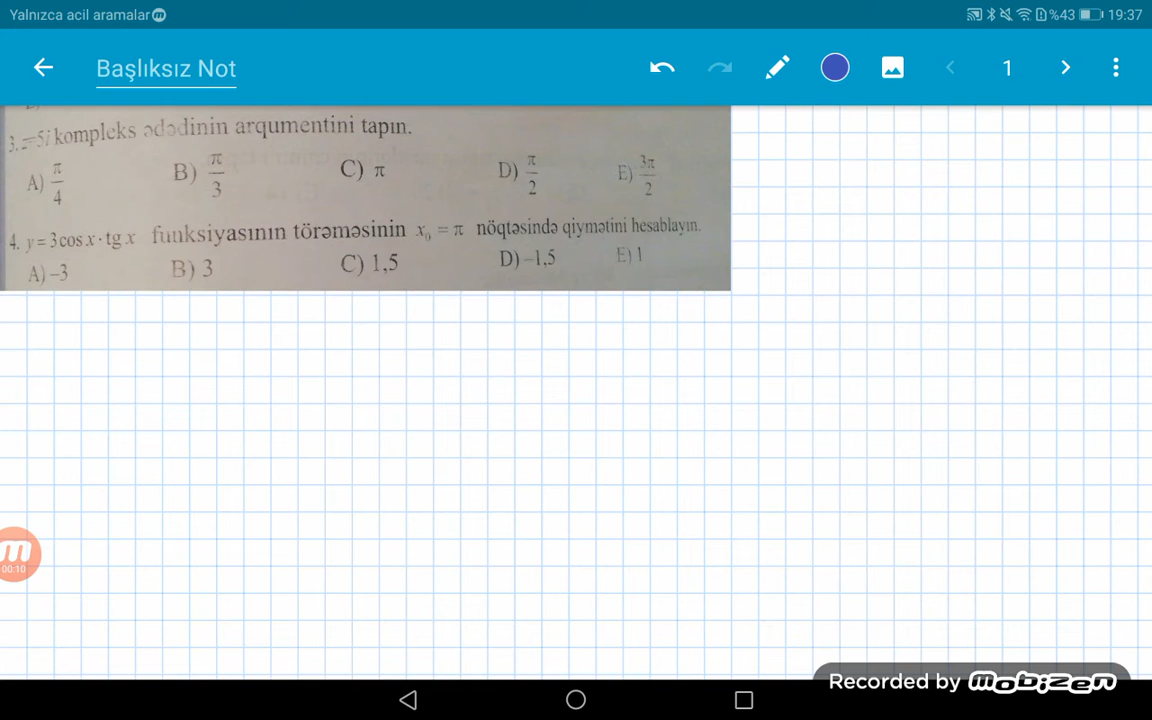 Yalnızca acil aramalar
%43 19:37
Başlıksız Not
1
3. z=5i kompleks ədədinin arqumentini tapın.
A) π/4 B) π/3 C) π D) π/2 E) 3π/2
4. y = 3cos x · tg x funksiyasının törəməsinin x₀ = π nöqtəsində qiymətini hesablayın.
A) –3 B) 3 C) 1,5 D) –1,5 E) 1
00:10
Recorded by mobizen